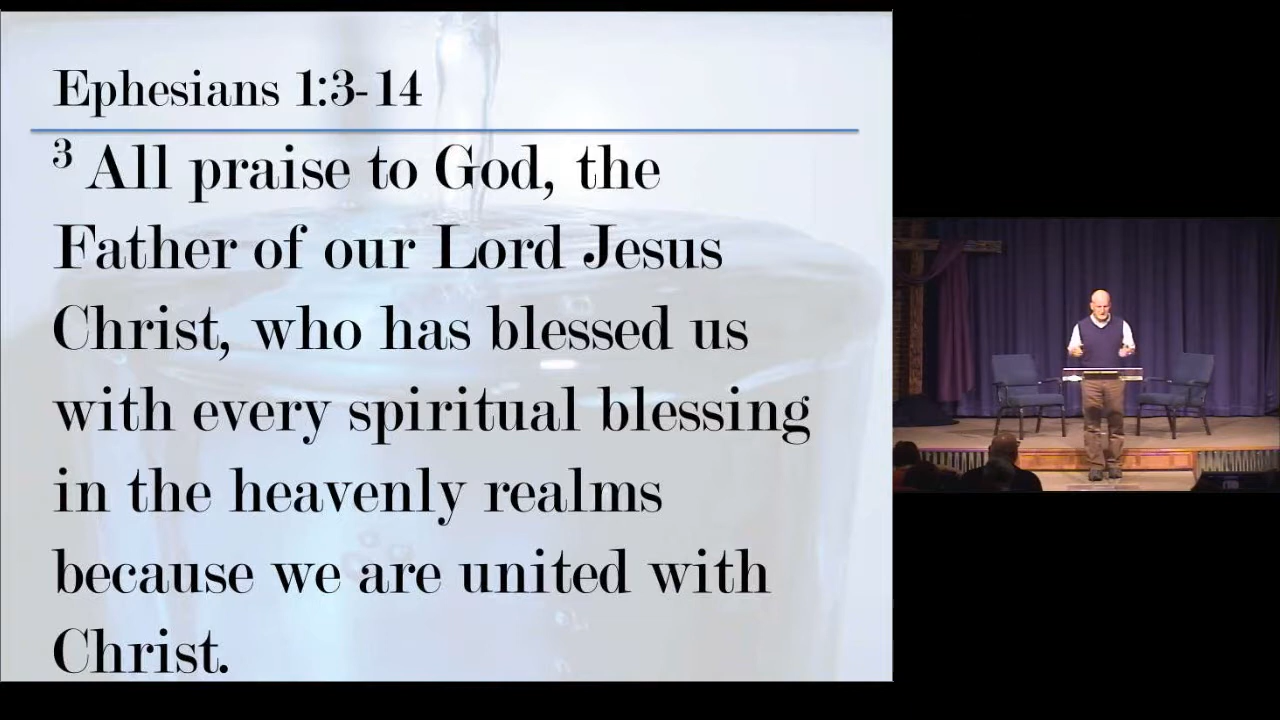 Ephesians 1:3-14
3 All praise to God, the
Father of our Lord Jesus
Christ, who has blessed us
with every spiritual blessing
in the heavenly realms
because we are united with
Christ.